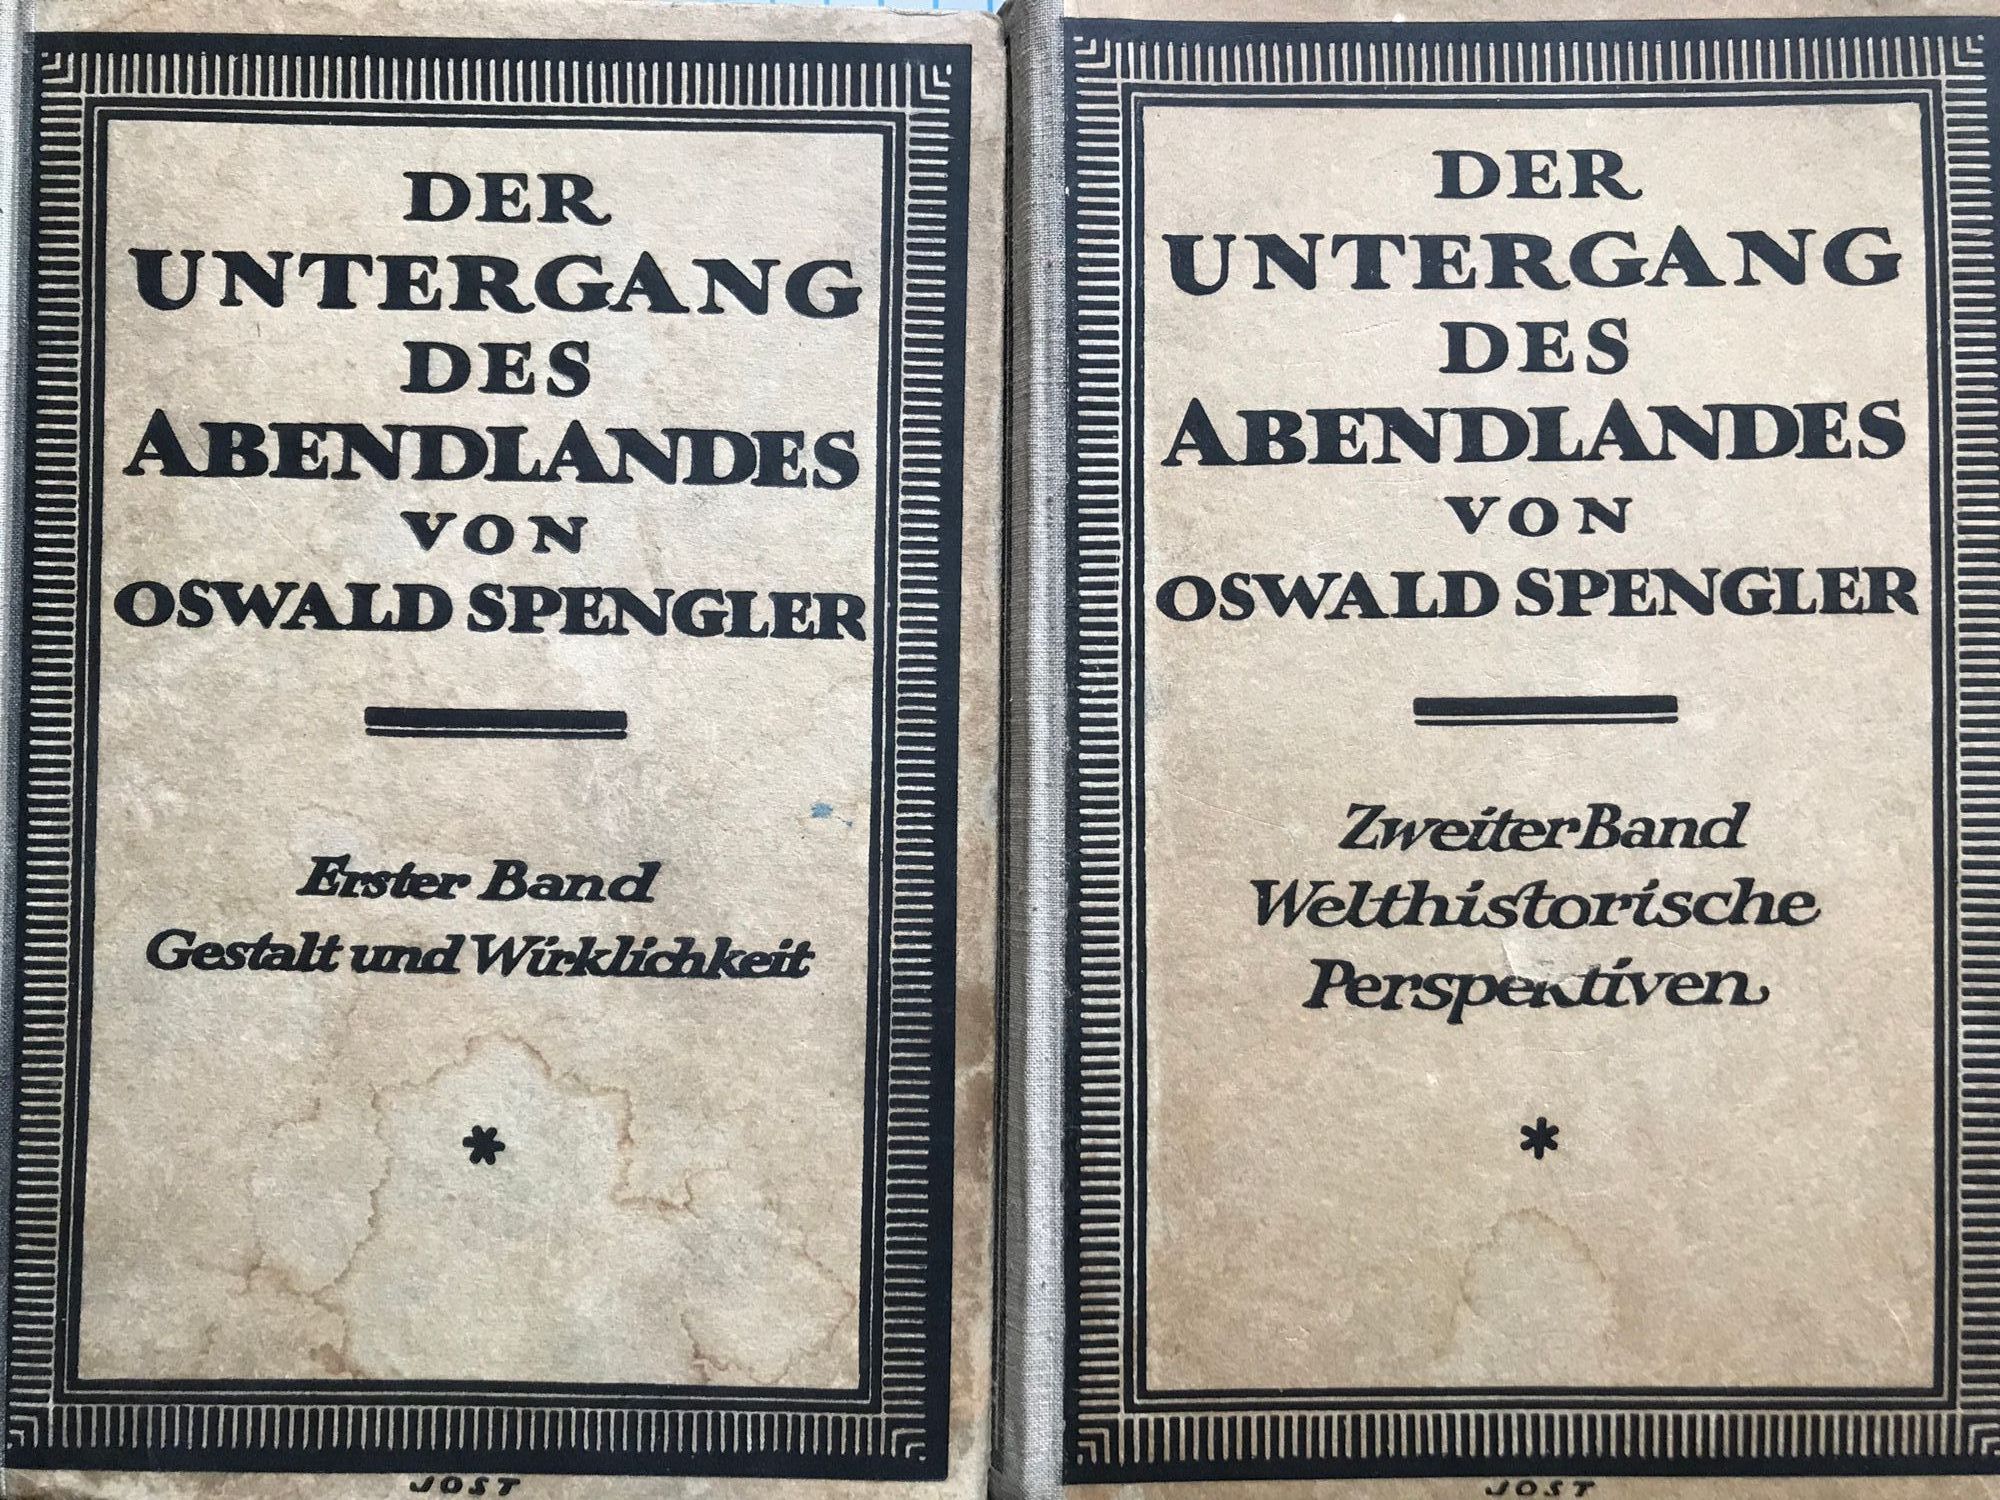 DER
UNTERGANG
DES
ABENDLANDES
VON
OSWALD SPENGLER
Erster Band
Gestalt und Wirklichkeit
*
JOST
DER
UNTERGANG
DES
ABENDLANDES
VON
OSWALD SPENGLER
Zweiter Band
Welthistorische
Perspektiven
*
JOST